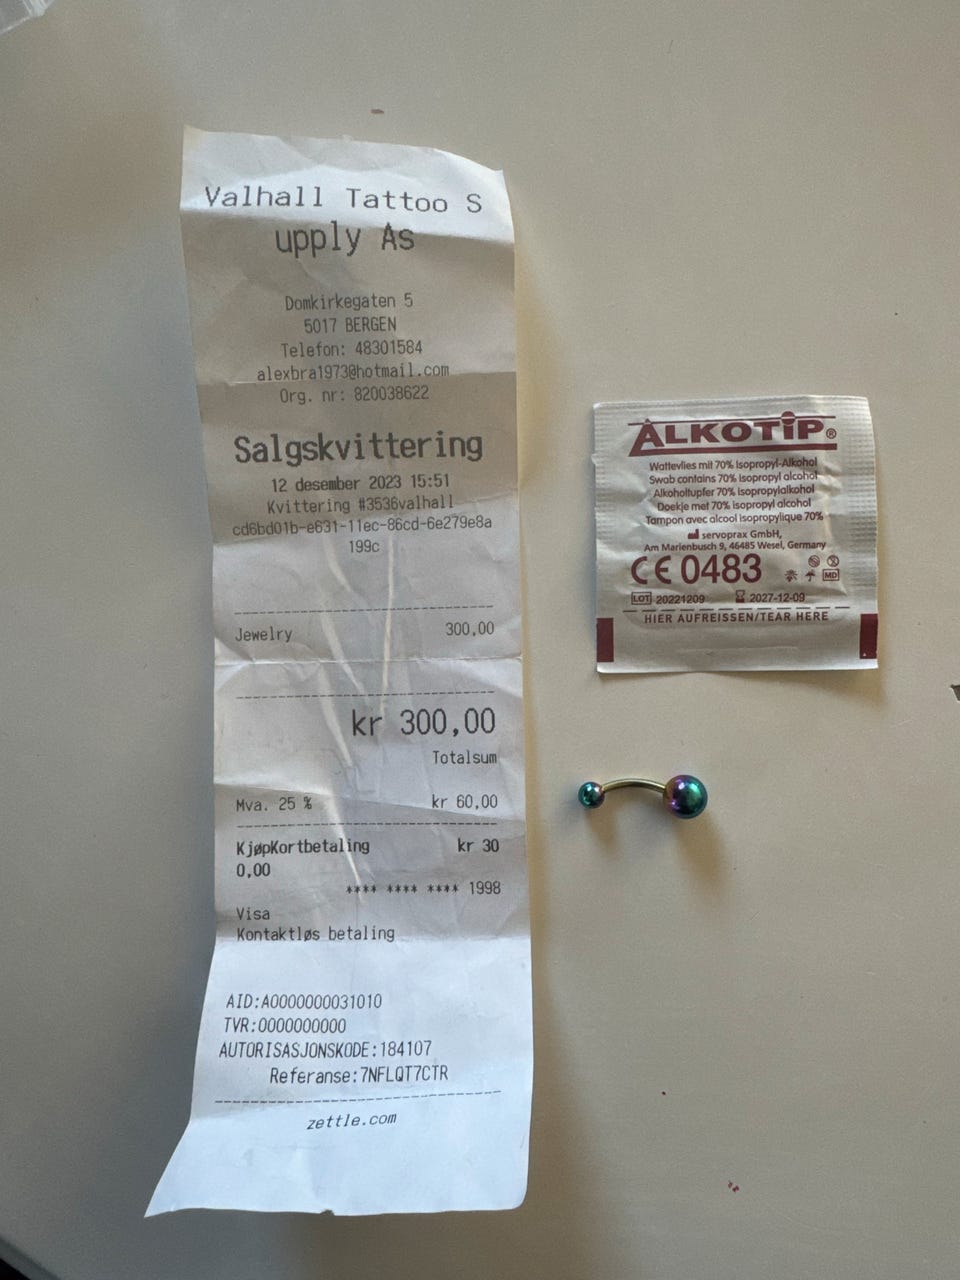 Valhall Tattoo S
upply As
Domkirkegaten 5
5017 BERGEN
Telefon: 48301584
alexbra1973@hotmail.com
Org. nr: 820038622
Salgskvittering
12 desember 2023 15:51
Kvittering #3536valhall
cd6bd01b-e631-11ec-86cd-6e279e8a
199c
Jewelry 300,00
kr 300,00
Totalsum
Mva. 25 % kr 60,00
KjøpKortbetaling kr 30
0,00
**** **** **** 1998
Visa
Kontaktløs betaling
AID:A0000000031010
TVR:0000000000
AUTORISASJONSKODE:184107
Referanse:7NFLQT7CTR
zettle.com
ALKOTIP®
Wattevlies mit 70% Isopropyl-Alkohol
Swab contains 70% isopropyl alcohol
Alkoholtupfer 70% isopropylalkohol
Doekje met 70% isopropyl alcohol
Tampon avec alcool isopropylique 70%
servoprax GmbH,
Am Marienbusch 9, 46485 Wesel, Germany
CE 0483
MD
LOT 20221209 2027-12-09
HIER AUFREISSEN/TEAR HERE